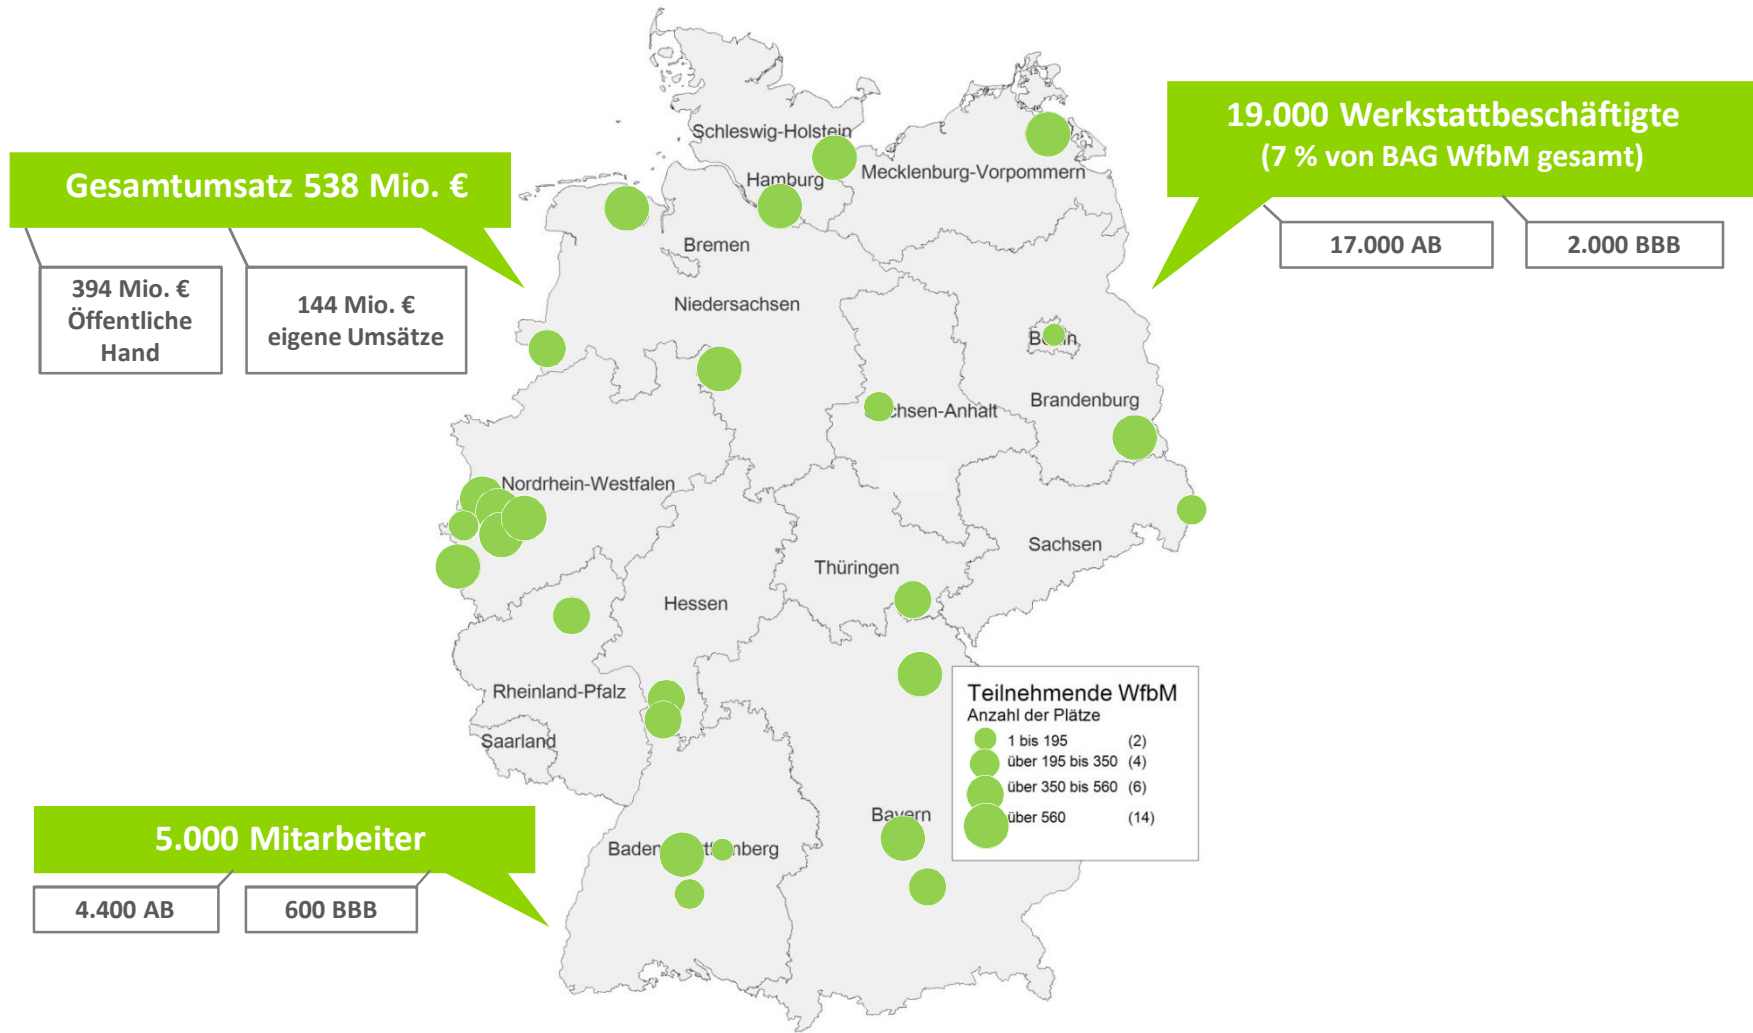 Gesamtumsatz 538 Mio. €
394 Mio. €
Öffentliche
Hand
144 Mio. €
eigene Umsätze
19.000 Werkstattbeschäftigte
(7 % von BAG WfbM gesamt)
17.000 AB
2.000 BBB
5.000 Mitarbeiter
4.400 AB
600 BBB
Schleswig-Holstein
Hamburg
Mecklenburg-Vorpommern
Bremen
Niedersachsen
Brandenburg
Nordrhein-Westfalen
Sachsen
Thüringen
Hessen
Rheinland-Pfalz
Saarland
Bayern
Teilnehmende WfbM
Anzahl der Plätze
1 bis 195 (2)
über 195 bis 350 (4)
über 350 bis 560 (6)
über 560 (14)